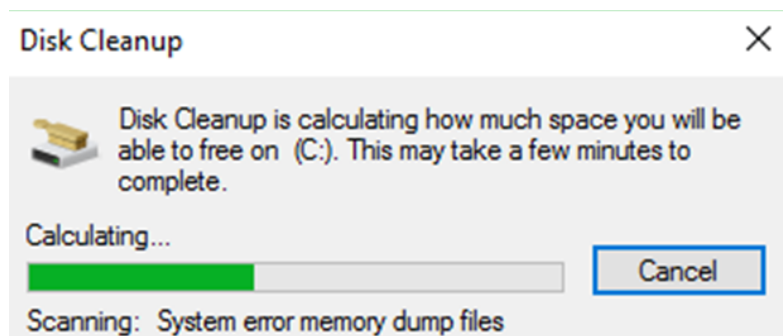 Disk Cleanup
Disk Cleanup is calculating how much space you will be
able to free on  (C:). This may take a few minutes to
complete.
Calculating...
Cancel
Scanning:   System error memory dump files